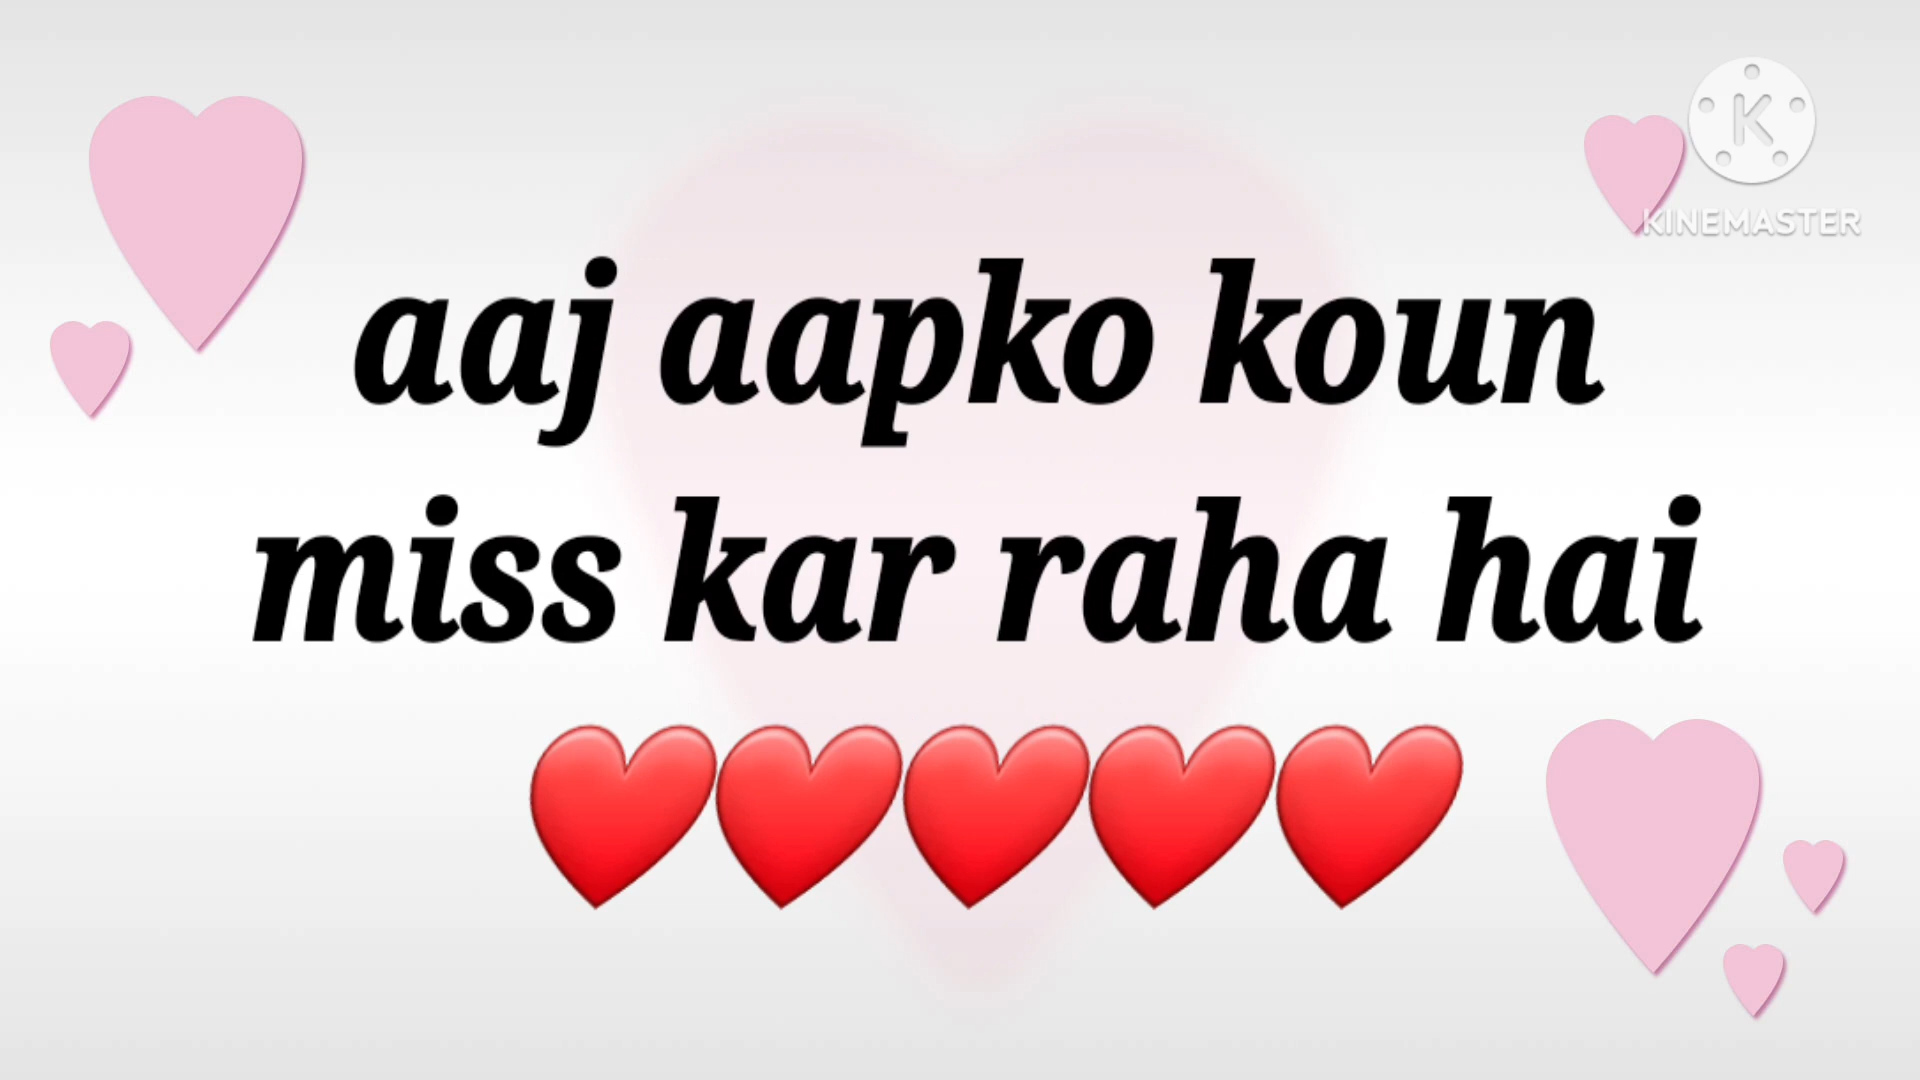 K
KINEMASTER
aaj aapko koun
miss kar raha hai
❤️❤️❤️❤️❤️